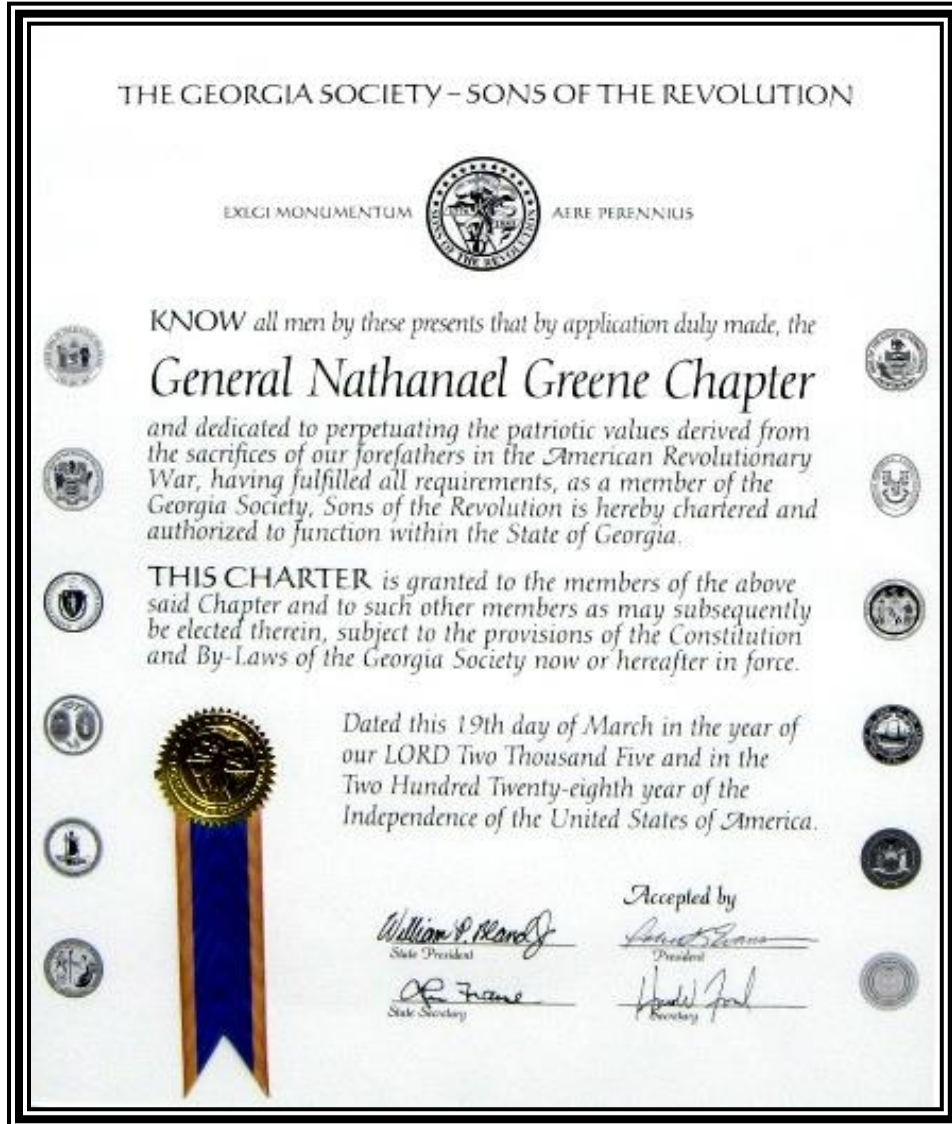 THE GEORGIA SOCIETY – SONS OF THE REVOLUTION
EXEGI MONUMENTUM
SONS OF THE REVOLUTION
AERE PERENNIUS
KNOW all men by these presents that by application duly made, the
General Nathanael Greene Chapter
and dedicated to perpetuating the patriotic values derived from
the sacrifices of our forefathers in the American Revolutionary
War, having fulfilled all requirements, as a member of the
Georgia Society, Sons of the Revolution is hereby chartered and
authorized to function within the State of Georgia.
THIS CHARTER is granted to the members of the above
said Chapter and to such other members as may subsequently
be elected therein, subject to the provisions of the Constitution
and By-Laws of the Georgia Society now or hereafter in force.
Dated this 19th day of March in the year of
our LORD Two Thousand Five and in the
Two Hundred Twenty-eighth year of the
Independence of the United States of America.
Accepted by
William P. Bland Jr
State President
President
State Secretary
Secretary